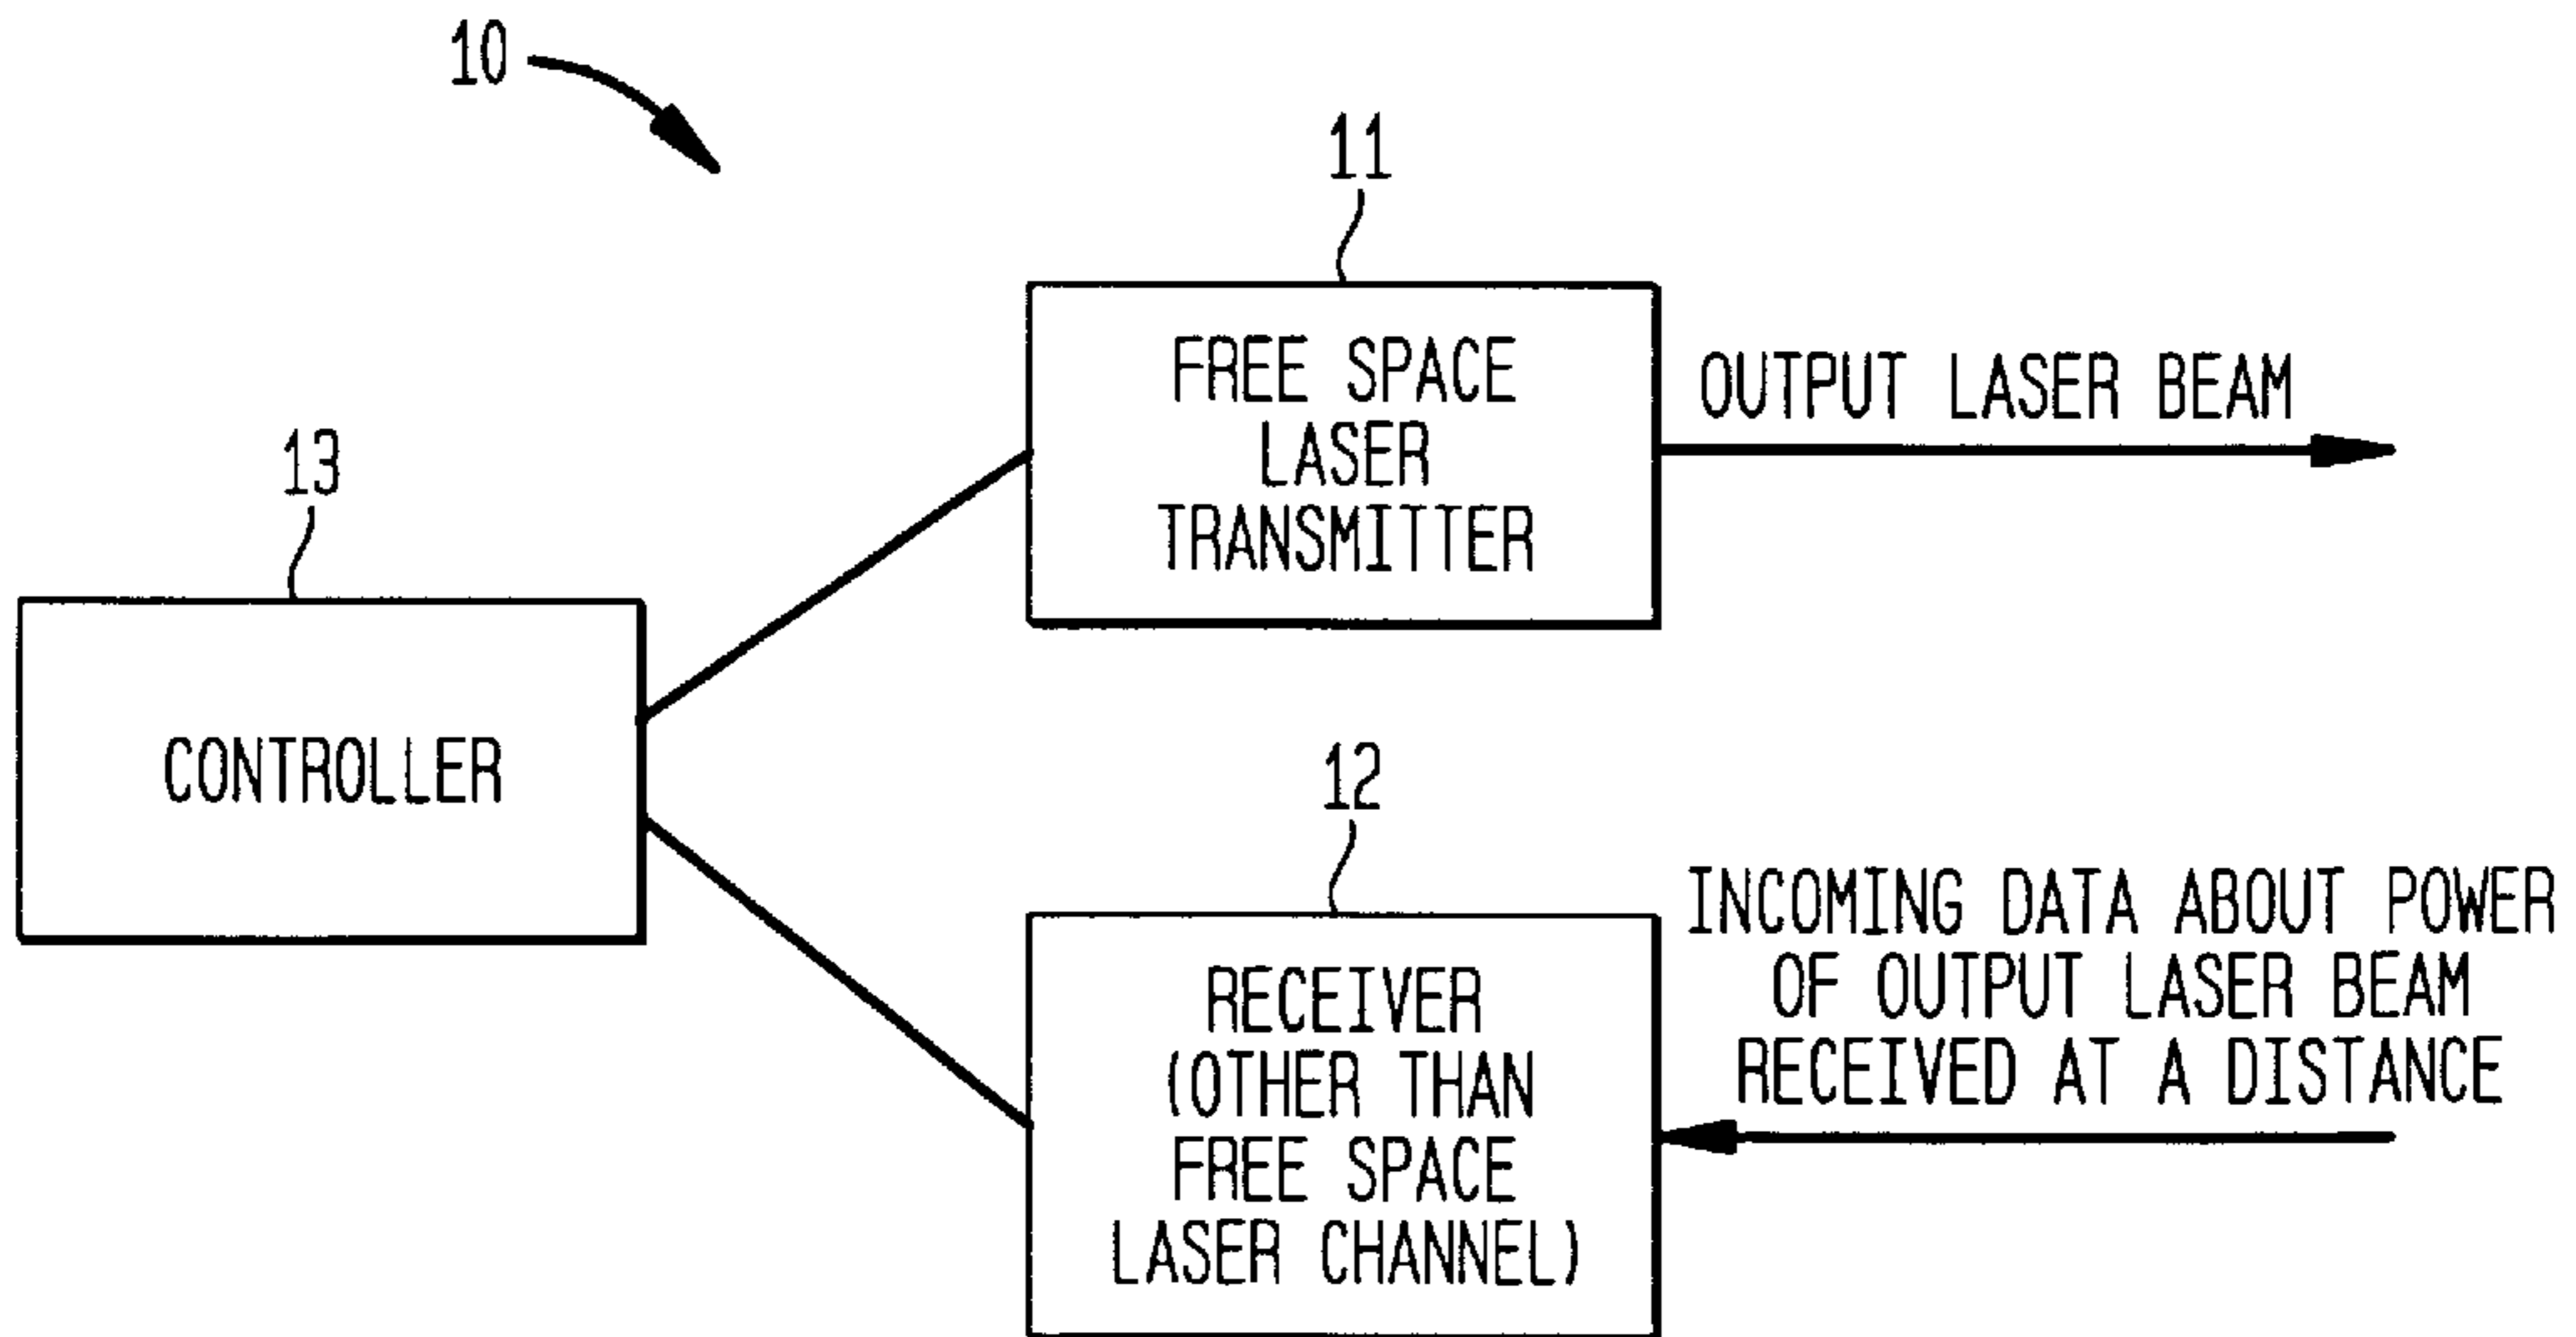 10
11
FREE SPACE
LASER
TRANSMITTER
OUTPUT LASER BEAM
13
CONTROLLER
12
RECEIVER
(OTHER THAN
FREE SPACE
LASER CHANNEL)
INCOMING DATA ABOUT POWER
OF OUTPUT LASER BEAM
RECEIVED AT A DISTANCE